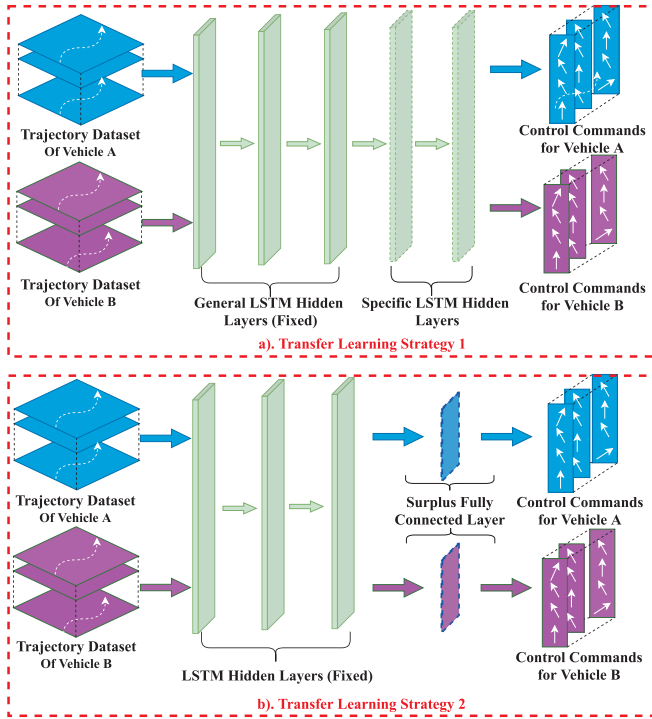 Trajectory Dataset
Of Vehicle A
Control Commands
for Vehicle A
Trajectory Dataset
Of Vehicle B
General LSTM Hidden
Layers (Fixed)
Specific LSTM Hidden
Layers
Control Commands
for Vehicle B
a). Transfer Learning Strategy 1
Trajectory Dataset
Of Vehicle A
Surplus Fully
Connected Layer
Control Commands
for Vehicle A
Trajectory Dataset
Of Vehicle B
LSTM Hidden Layers (Fixed)
Control Commands
for Vehicle B
b). Transfer Learning Strategy 2